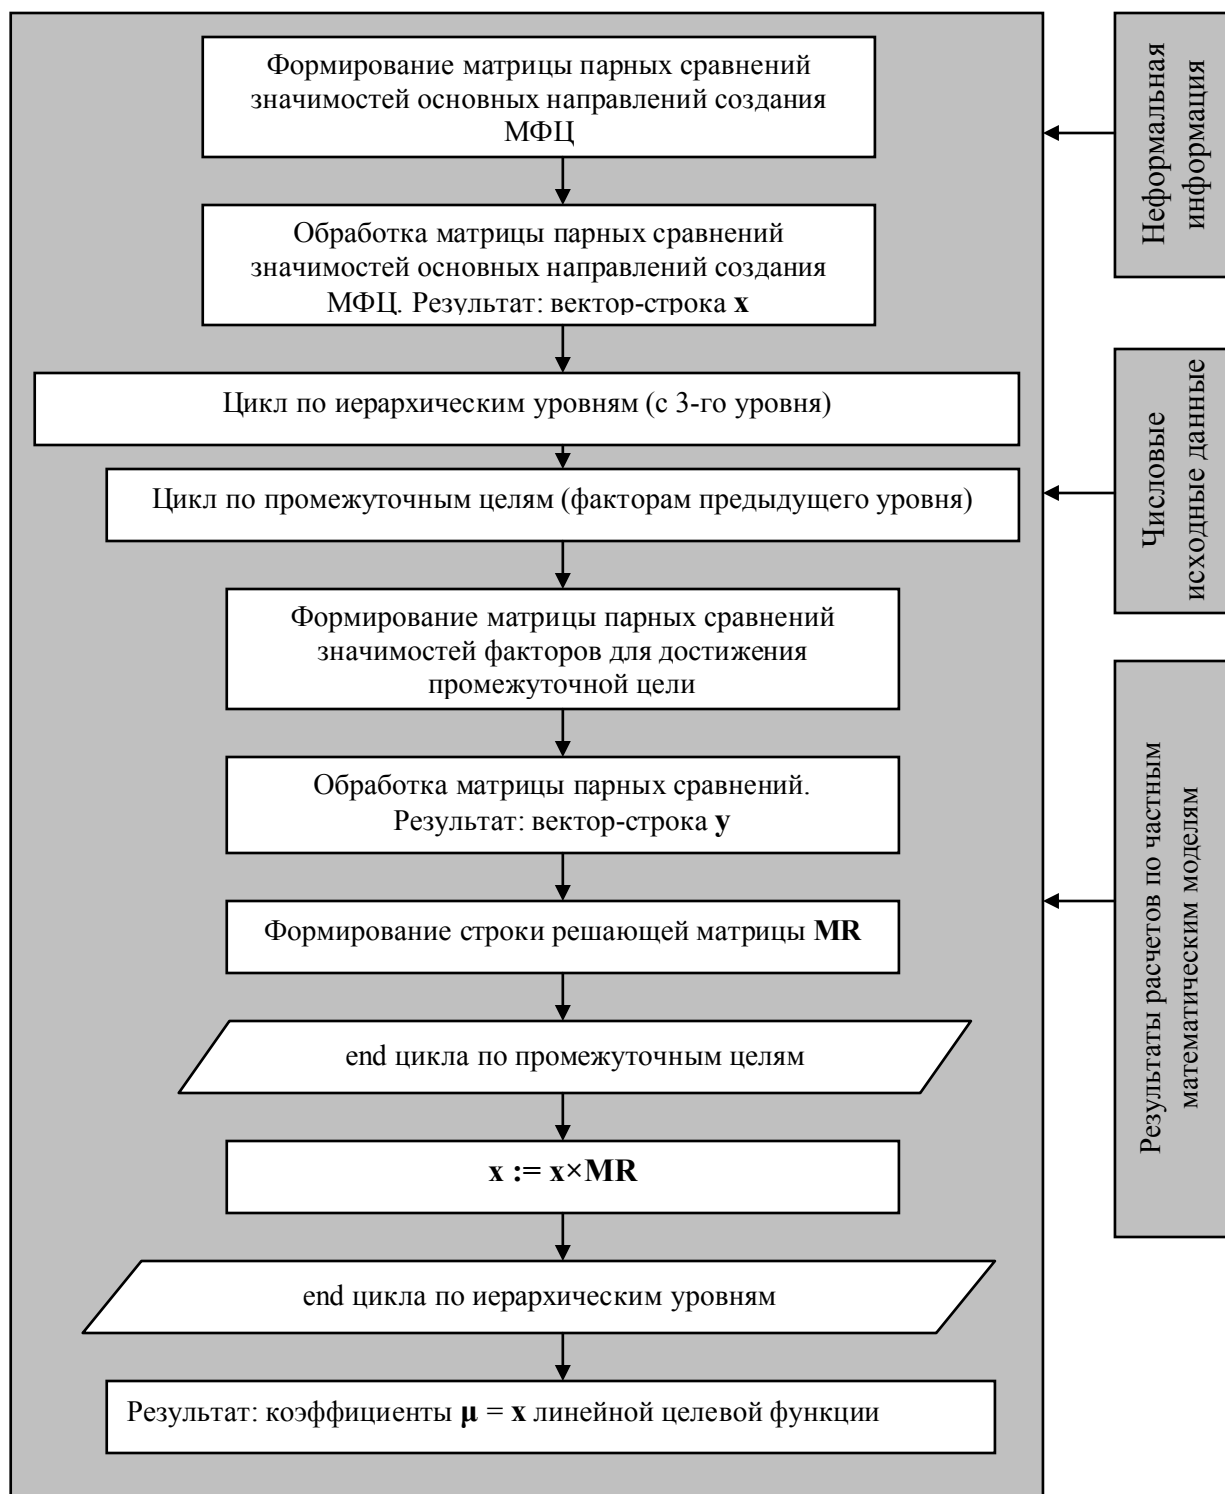 Формирование матрицы парных сравнений
значимостей основных направлений создания
МФЦ
Обработка матрицы парных сравнений
значимостей основных направлений создания
МФЦ. Результат: вектор-строка x
Цикл по иерархическим уровням (с 3-го уровня)
Цикл по промежуточным целям (факторам предыдущего уровня)
Формирование матрицы парных сравнений
значимостей факторов для достижения
промежуточной цели
Обработка матрицы парных сравнений.
Результат: вектор-строка y
Формирование строки решающей матрицы MR
end цикла по промежуточным целям
x := x×MR
end цикла по иерархическим уровням
Результат: коэффициенты μ = x линейной целевой функции
Неформальная
информация
Числовые
исходные данные
Результаты расчетов по частным
математическим моделям